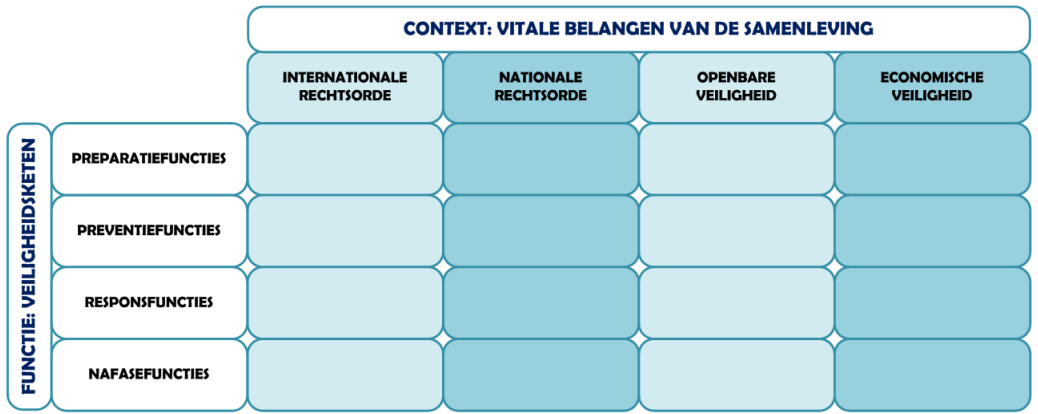 CONTEXT: VITALE BELANGEN VAN DE SAMENLEVING
INTERNATIONALE
RECHTSORDE
NATIONALE
RECHTSORDE
OPENBARE
VEILIGHEID
ECONOMISCHE
VEILIGHEID
FUNCTIE: VEILIGHEIDSKETEN
PREPARATIEFUNCTIES
PREVENTIEFUNCTIES
RESPONSFUNCTIES
NAFASEFUNCTIES